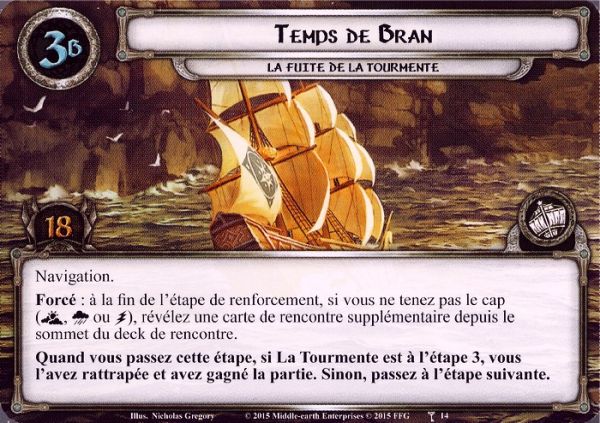 3B
TEMPS DE BRAN
LA FUITE DE LA TOURMENTE
18
Navigation.
Forcé : à la fin de l'étape de renforcement, si vous ne tenez pas le cap
( , ou ), révélez une carte de rencontre supplémentaire depuis le
sommet du deck de rencontre.
Quand vous passez cette étape, si La Tourmente est à l'étape 3, vous
l'avez rattrapée et avez gagné la partie. Sinon, passez à l'étape suivante.
Illus. Nicholas Gregory © 2015 Middle-earth Enterprises © 2015 FFG 14